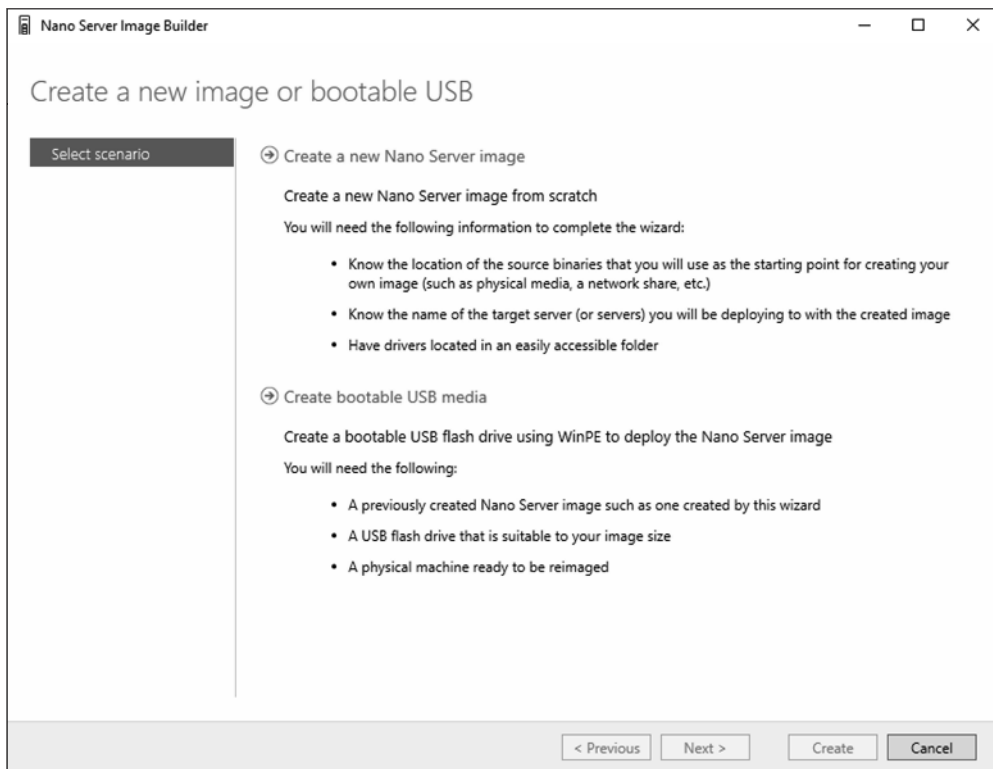 Nano Server Image Builder
Create a new image or bootable USB
Select scenario
Create a new Nano Server image
Create a new Nano Server image from scratch
You will need the following information to complete the wizard:
• Know the location of the source binaries that you will use as the starting point for creating your
own image (such as physical media, a network share, etc.)
• Know the name of the target server (or servers) you will be deploying to with the created image
• Have drivers located in an easily accessible folder
Create bootable USB media
Create a bootable USB flash drive using WinPE to deploy the Nano Server image
You will need the following:
• A previously created Nano Server image such as one created by this wizard
• A USB flash drive that is suitable to your image size
• A physical machine ready to be reimaged
< Previous
Next >
Create
Cancel